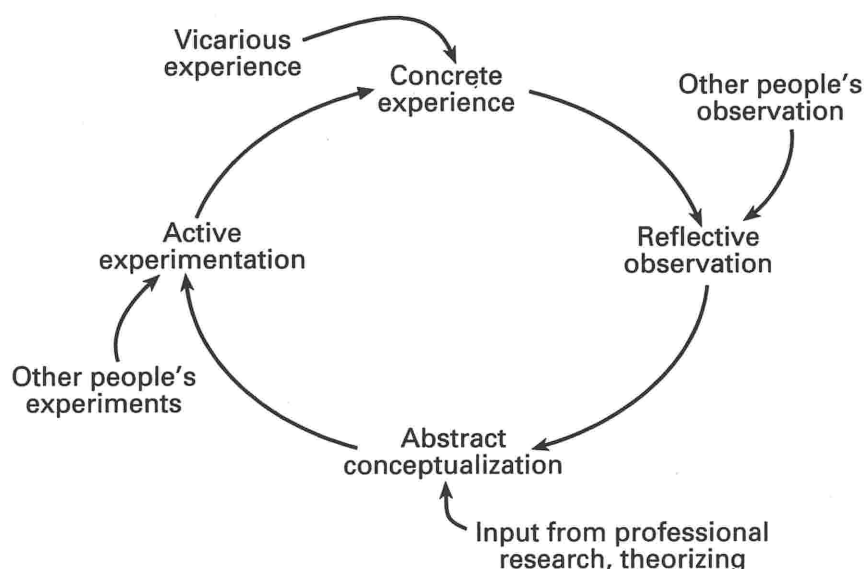 Vicarious
experience
Concrete
experience
Other people's
observation
Reflective
observation
Active
experimentation
Other people's
experiments
Abstract
conceptualization
Input from professional
research, theorizing